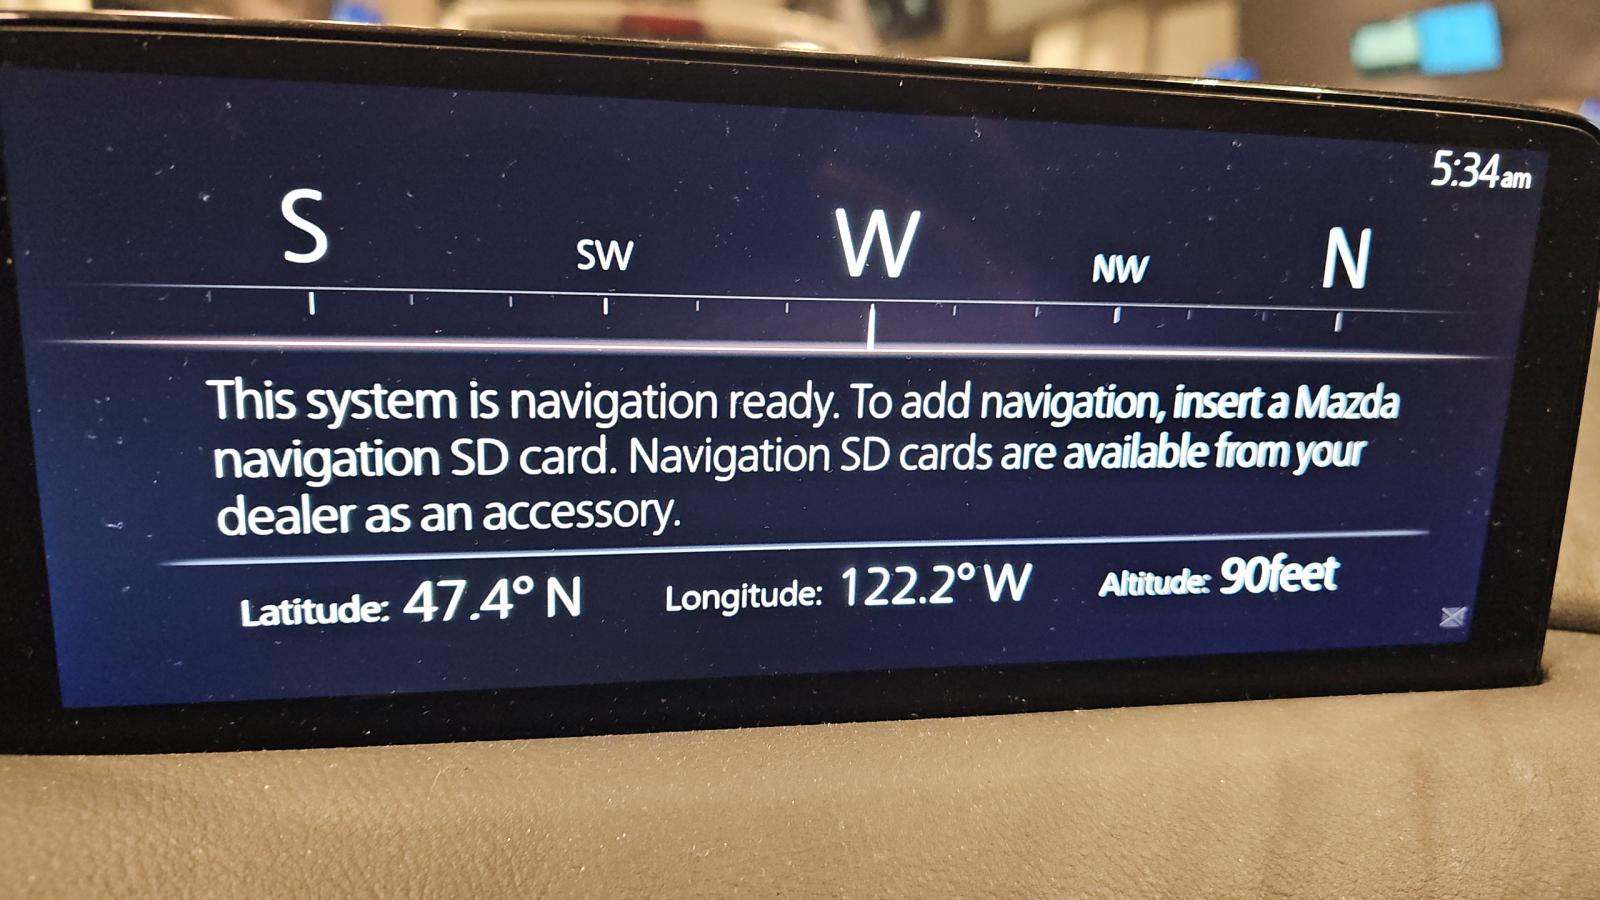 5:34am
S SW W NW N
This system is navigation ready. To add navigation, insert a Mazda
navigation SD card. Navigation SD cards are available from your
dealer as an accessory.
Latitude: 47.4° N Longitude: 122.2° W Altitude: 90feet